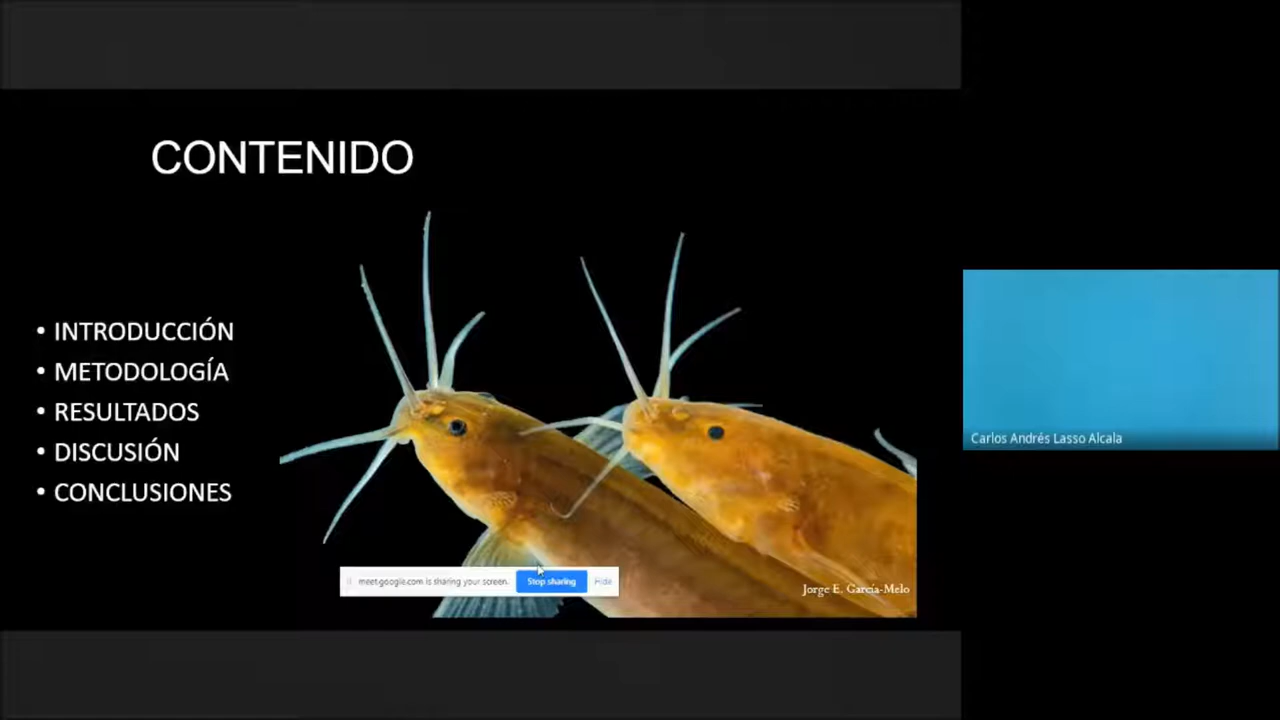 CONTENIDO
• INTRODUCCIÓN
• METODOLOGÍA
• RESULTADOS
• DISCUSIÓN
• CONCLUSIONES
meet.google.com is sharing your screen. Stop sharing Hide
Jorge E. García-Melo
Carlos Andrés Lasso Alcala